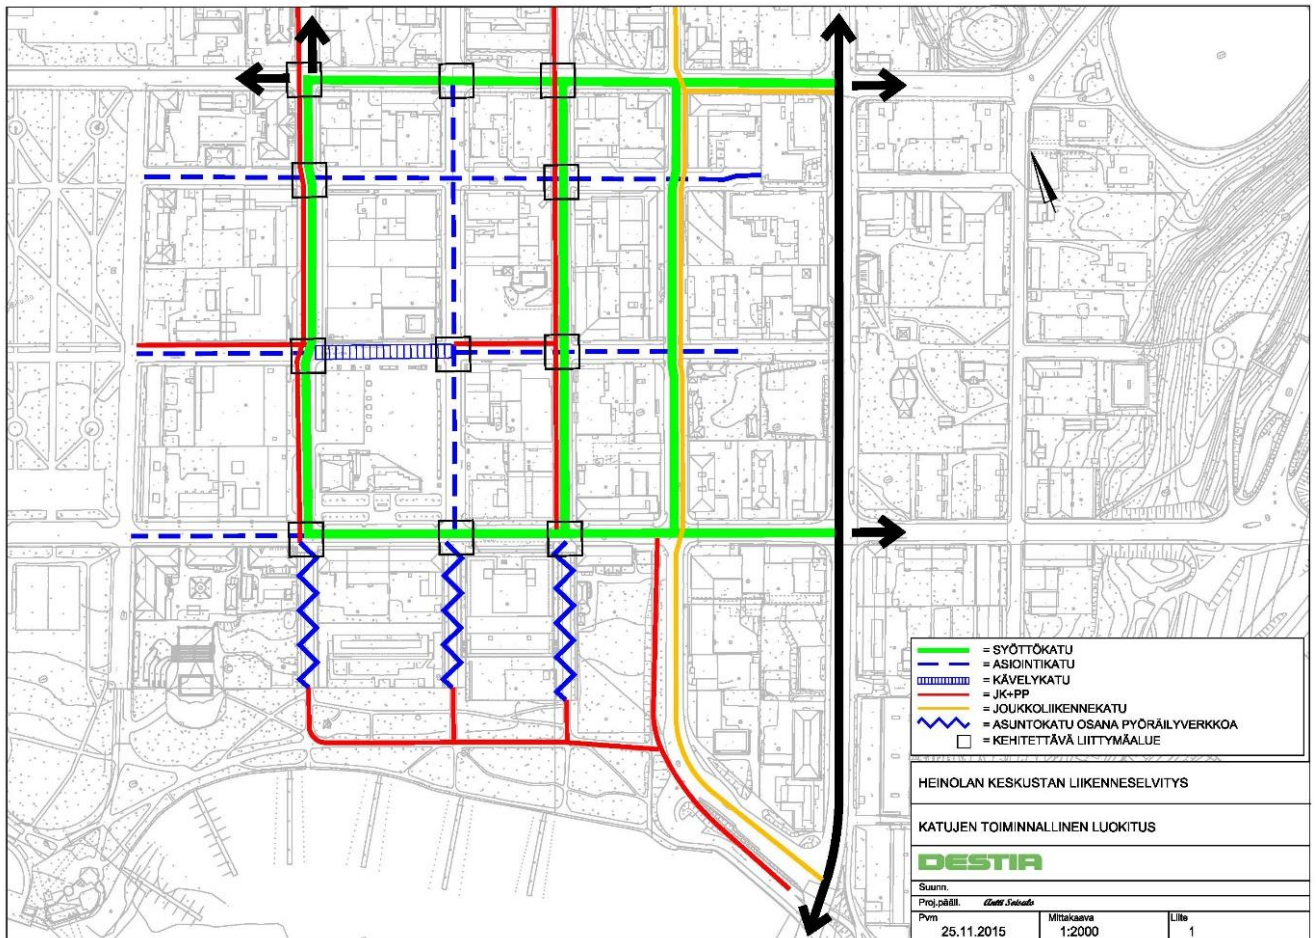 = SYÖTTÖKATU
= ASIOINTIKATU
= KÄVELYKATU
= JK+PP
= JOUKKOLIIKENNEKATU
= ASUNTOKATU OSANA PYÖRÄILYVERKKOA
= KEHITETTÄVÄ LIITTYMÄALUE
HEINOLAN KESKUSTAN LIIKENNESELVITYS
KATUJEN TOIMINNALLINEN LUOKITUS
DESTIA
Suunn.
Proj.pääll.
Pvm Mittakaava Liite
25.11.2015 1:2000 1